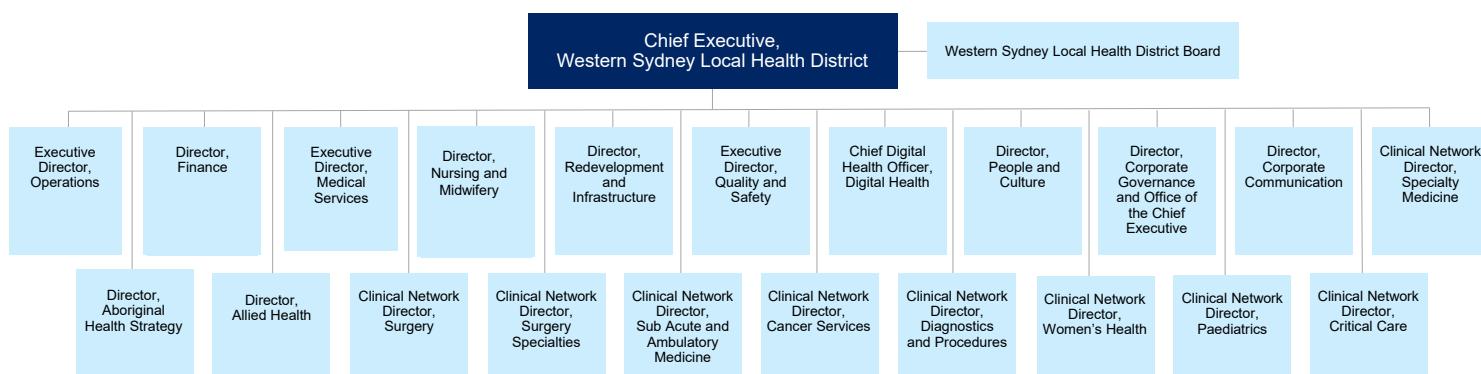 Chief Executive,
Western Sydney Local Health District
Western Sydney Local Health District Board
Executive
Director,
Operations
Director,
Finance
Executive
Director,
Medical
Services
Director,
Nursing and
Midwifery
Director,
Redevelopment
and
Infrastructure
Executive
Director,
Quality and
Safety
Chief Digital
Health Officer,
Digital Health
Director,
People and
Culture
Director,
Corporate
Governance
and Office of
the Chief
Executive
Director,
Corporate
Communication
Clinical Network
Director,
Specialty
Medicine
Director,
Aboriginal
Health Strategy
Director,
Allied Health
Clinical Network
Director,
Surgery
Clinical Network
Director,
Surgery
Specialties
Clinical Network
Director,
Sub Acute and
Ambulatory
Medicine
Clinical Network
Director,
Cancer Services
Clinical Network
Director,
Diagnostics
and Procedures
Clinical Network
Director,
Women’s Health
Clinical Network
Director,
Paediatrics
Clinical Network
Director,
Critical Care